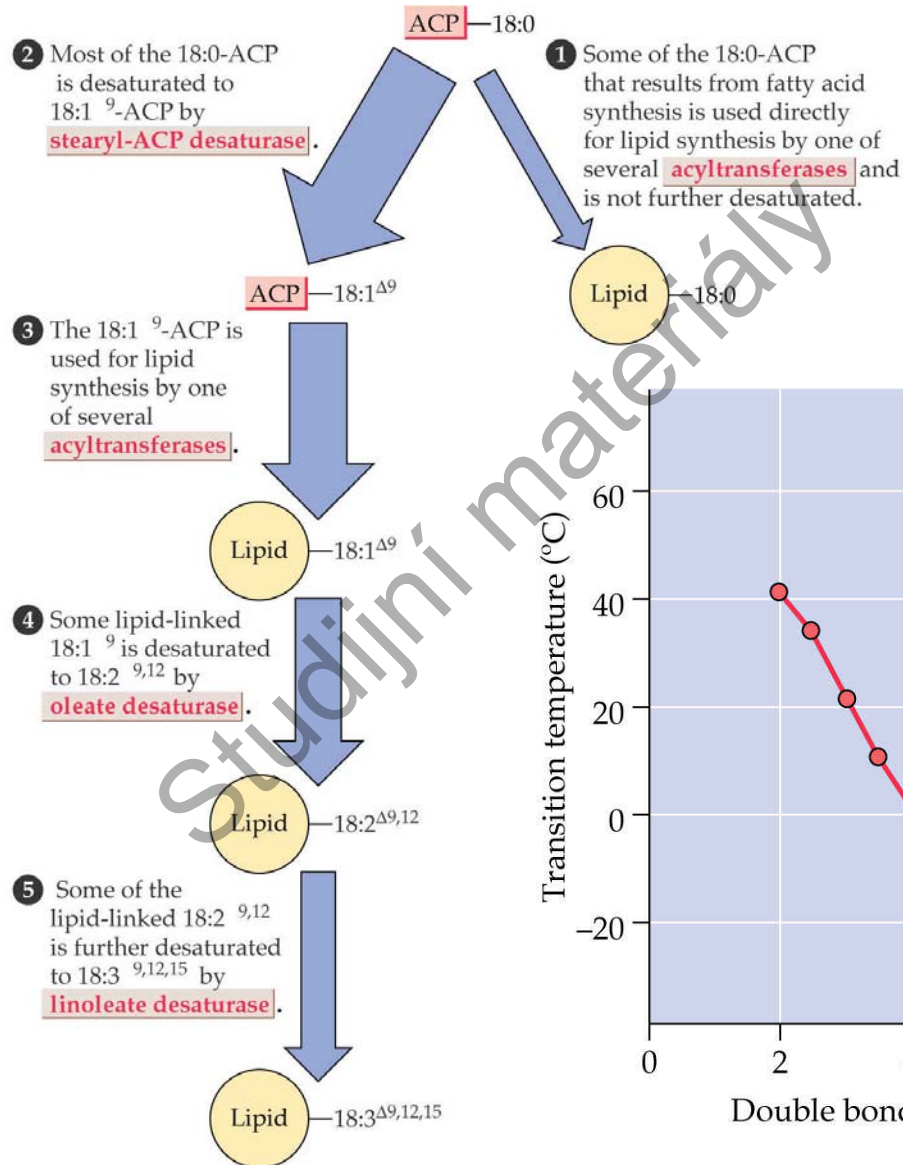 ACP 18:0
2 Most of the 18:0-ACP
is desaturated to
18:1 ⁹-ACP by
stearyl-ACP desaturase.
1 Some of the 18:0-ACP
that results from fatty acid
synthesis is used directly
for lipid synthesis by one of
several acyltransferases and
is not further desaturated.
Lipid 18:0
ACP 18:1Δ9
3 The 18:1 ⁹-ACP is
used for lipid
synthesis by one
of several
acyltransferases.
Lipid 18:1Δ9
4 Some lipid-linked
18:1 ⁹ is desaturated
to 18:2 9,12 by
oleate desaturase.
Lipid 18:2Δ9,12
5 Some of the
lipid-linked 18:2 9,12
is further desaturated
to 18:3 9,12,15 by
linoleate desaturase.
Lipid 18:3Δ9,12,15
Transition temperature (°C)
60
40
20
0
–20
0 2
Double bond
Studijní materiály